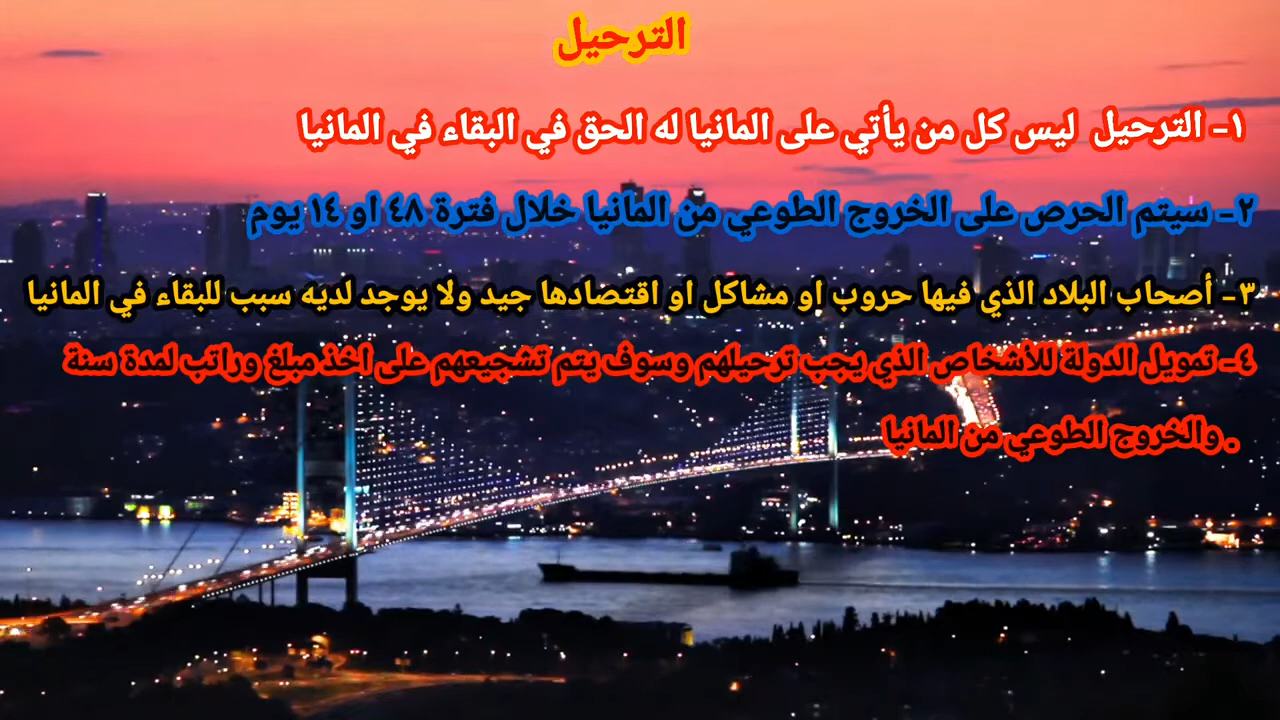 الترحيل
١- الترحيل ليس كل من يأتي على المانيا له الحق في البقاء في المانيا
٢- سيتم الحرص على الخروج الطوعي من المانيا خلال فترة ٤٨ او ١٤ يوم
٣- أصحاب البلاد الذي فيها حروب او مشاكل او اقتصادها جيد ولا يوجد لديه سبب للبقاء في المانيا
٤- تمويل الدولة للأشخاص الذي يجب ترحيلهم وسوف يتم تشجيعهم على اخذ مبلغ وراتب لمدة سنة
. والخروج الطوعي من المانيا